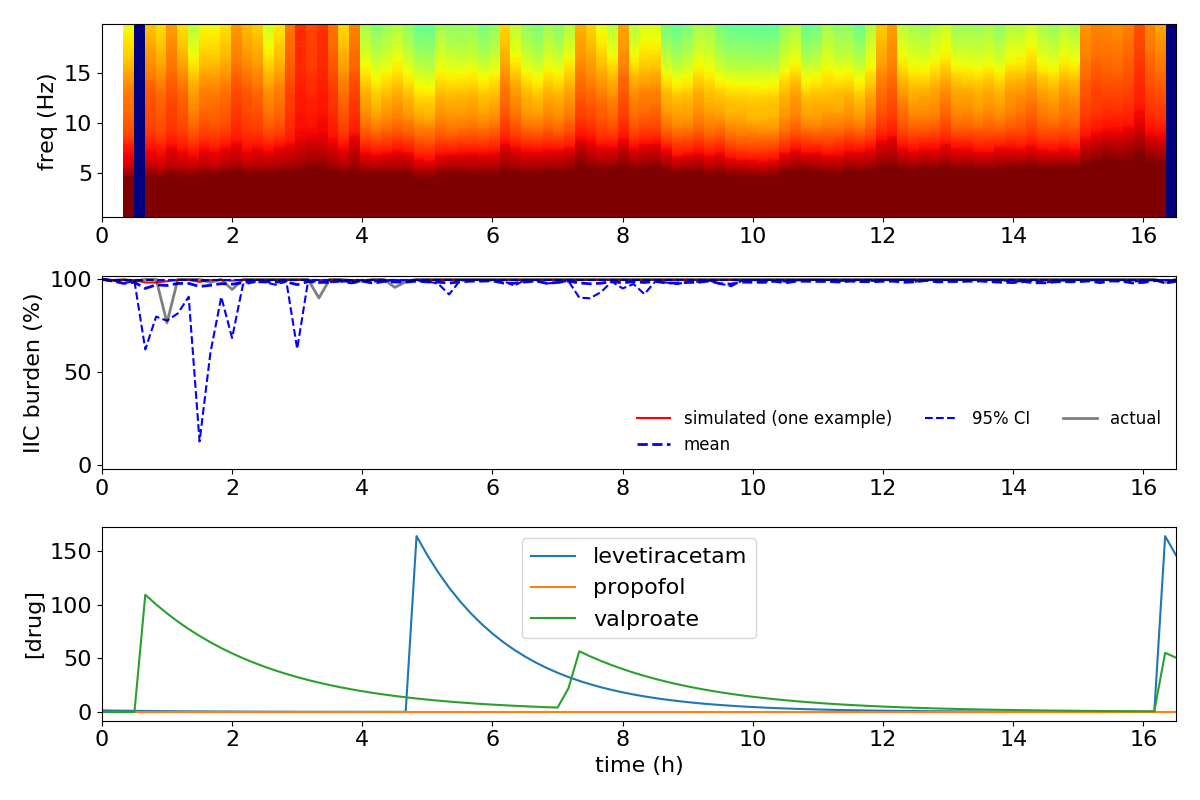 freq (Hz)
15
10
5
0 2 4 6 8 10 12 14 16
IIC burden (%)
100
50
0
simulated (one example) 95% CI actual
mean
0 2 4 6 8 10 12 14 16
[drug]
150
100
50
0
levetiracetam
propofol
valproate
0 2 4 6 8 10 12 14 16
time (h)